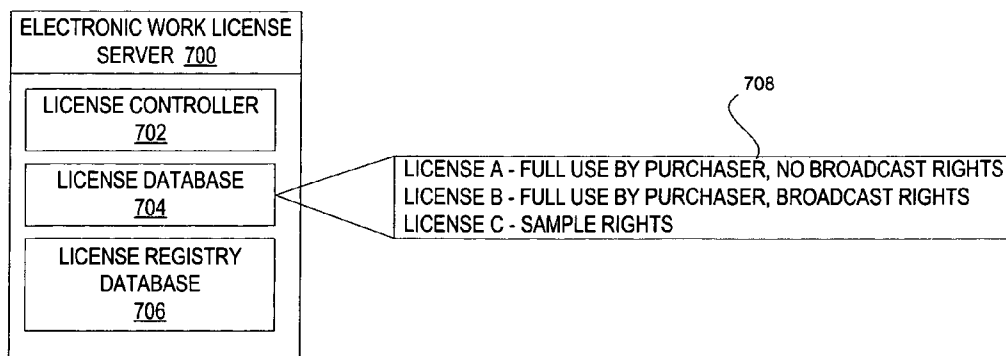 ELECTRONIC WORK LICENSE
SERVER 700
LICENSE CONTROLLER
702
LICENSE DATABASE
704
LICENSE REGISTRY
DATABASE
706
708
LICENSE A - FULL USE BY PURCHASER, NO BROADCAST RIGHTS
LICENSE B - FULL USE BY PURCHASER, BROADCAST RIGHTS
LICENSE C - SAMPLE RIGHTS